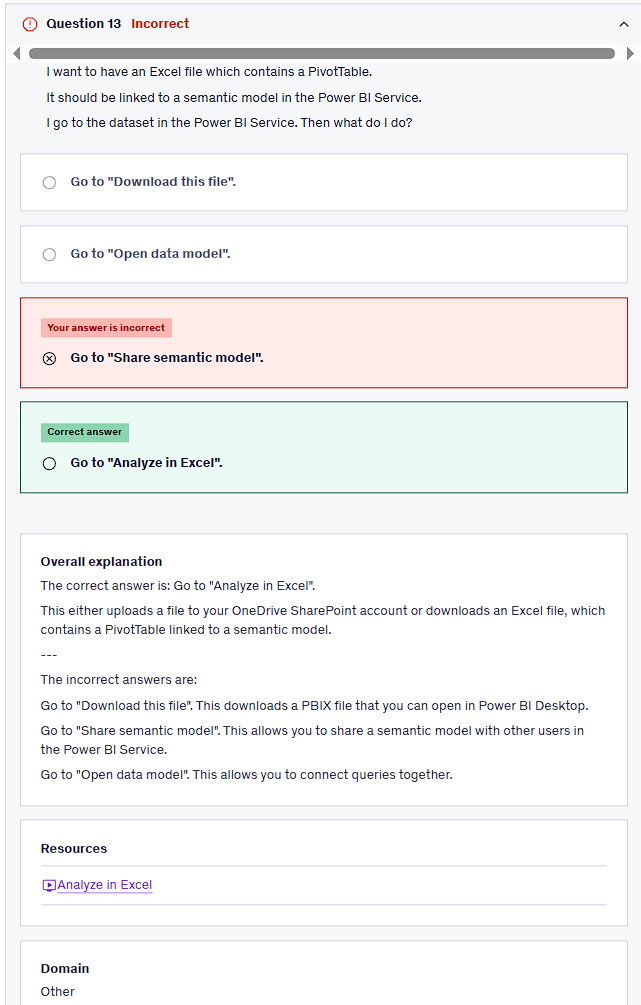 Question 13 Incorrect
I want to have an Excel file which contains a PivotTable.
It should be linked to a semantic model in the Power BI Service.
I go to the dataset in the Power BI Service. Then what do I do?
Go to "Download this file".
Go to "Open data model".
Your answer is incorrect
Go to "Share semantic model".
Correct answer
Go to "Analyze in Excel".
Overall explanation
The correct answer is: Go to "Analyze in Excel".
This either uploads a file to your OneDrive SharePoint account or downloads an Excel file, which
contains a PivotTable linked to a semantic model.
---
The incorrect answers are:
Go to "Download this file". This downloads a PBIX file that you can open in Power BI Desktop.
Go to "Share semantic model". This allows you to share a semantic model with other users in
the Power BI Service.
Go to "Open data model". This allows you to connect queries together.
Resources
Analyze in Excel
Domain
Other